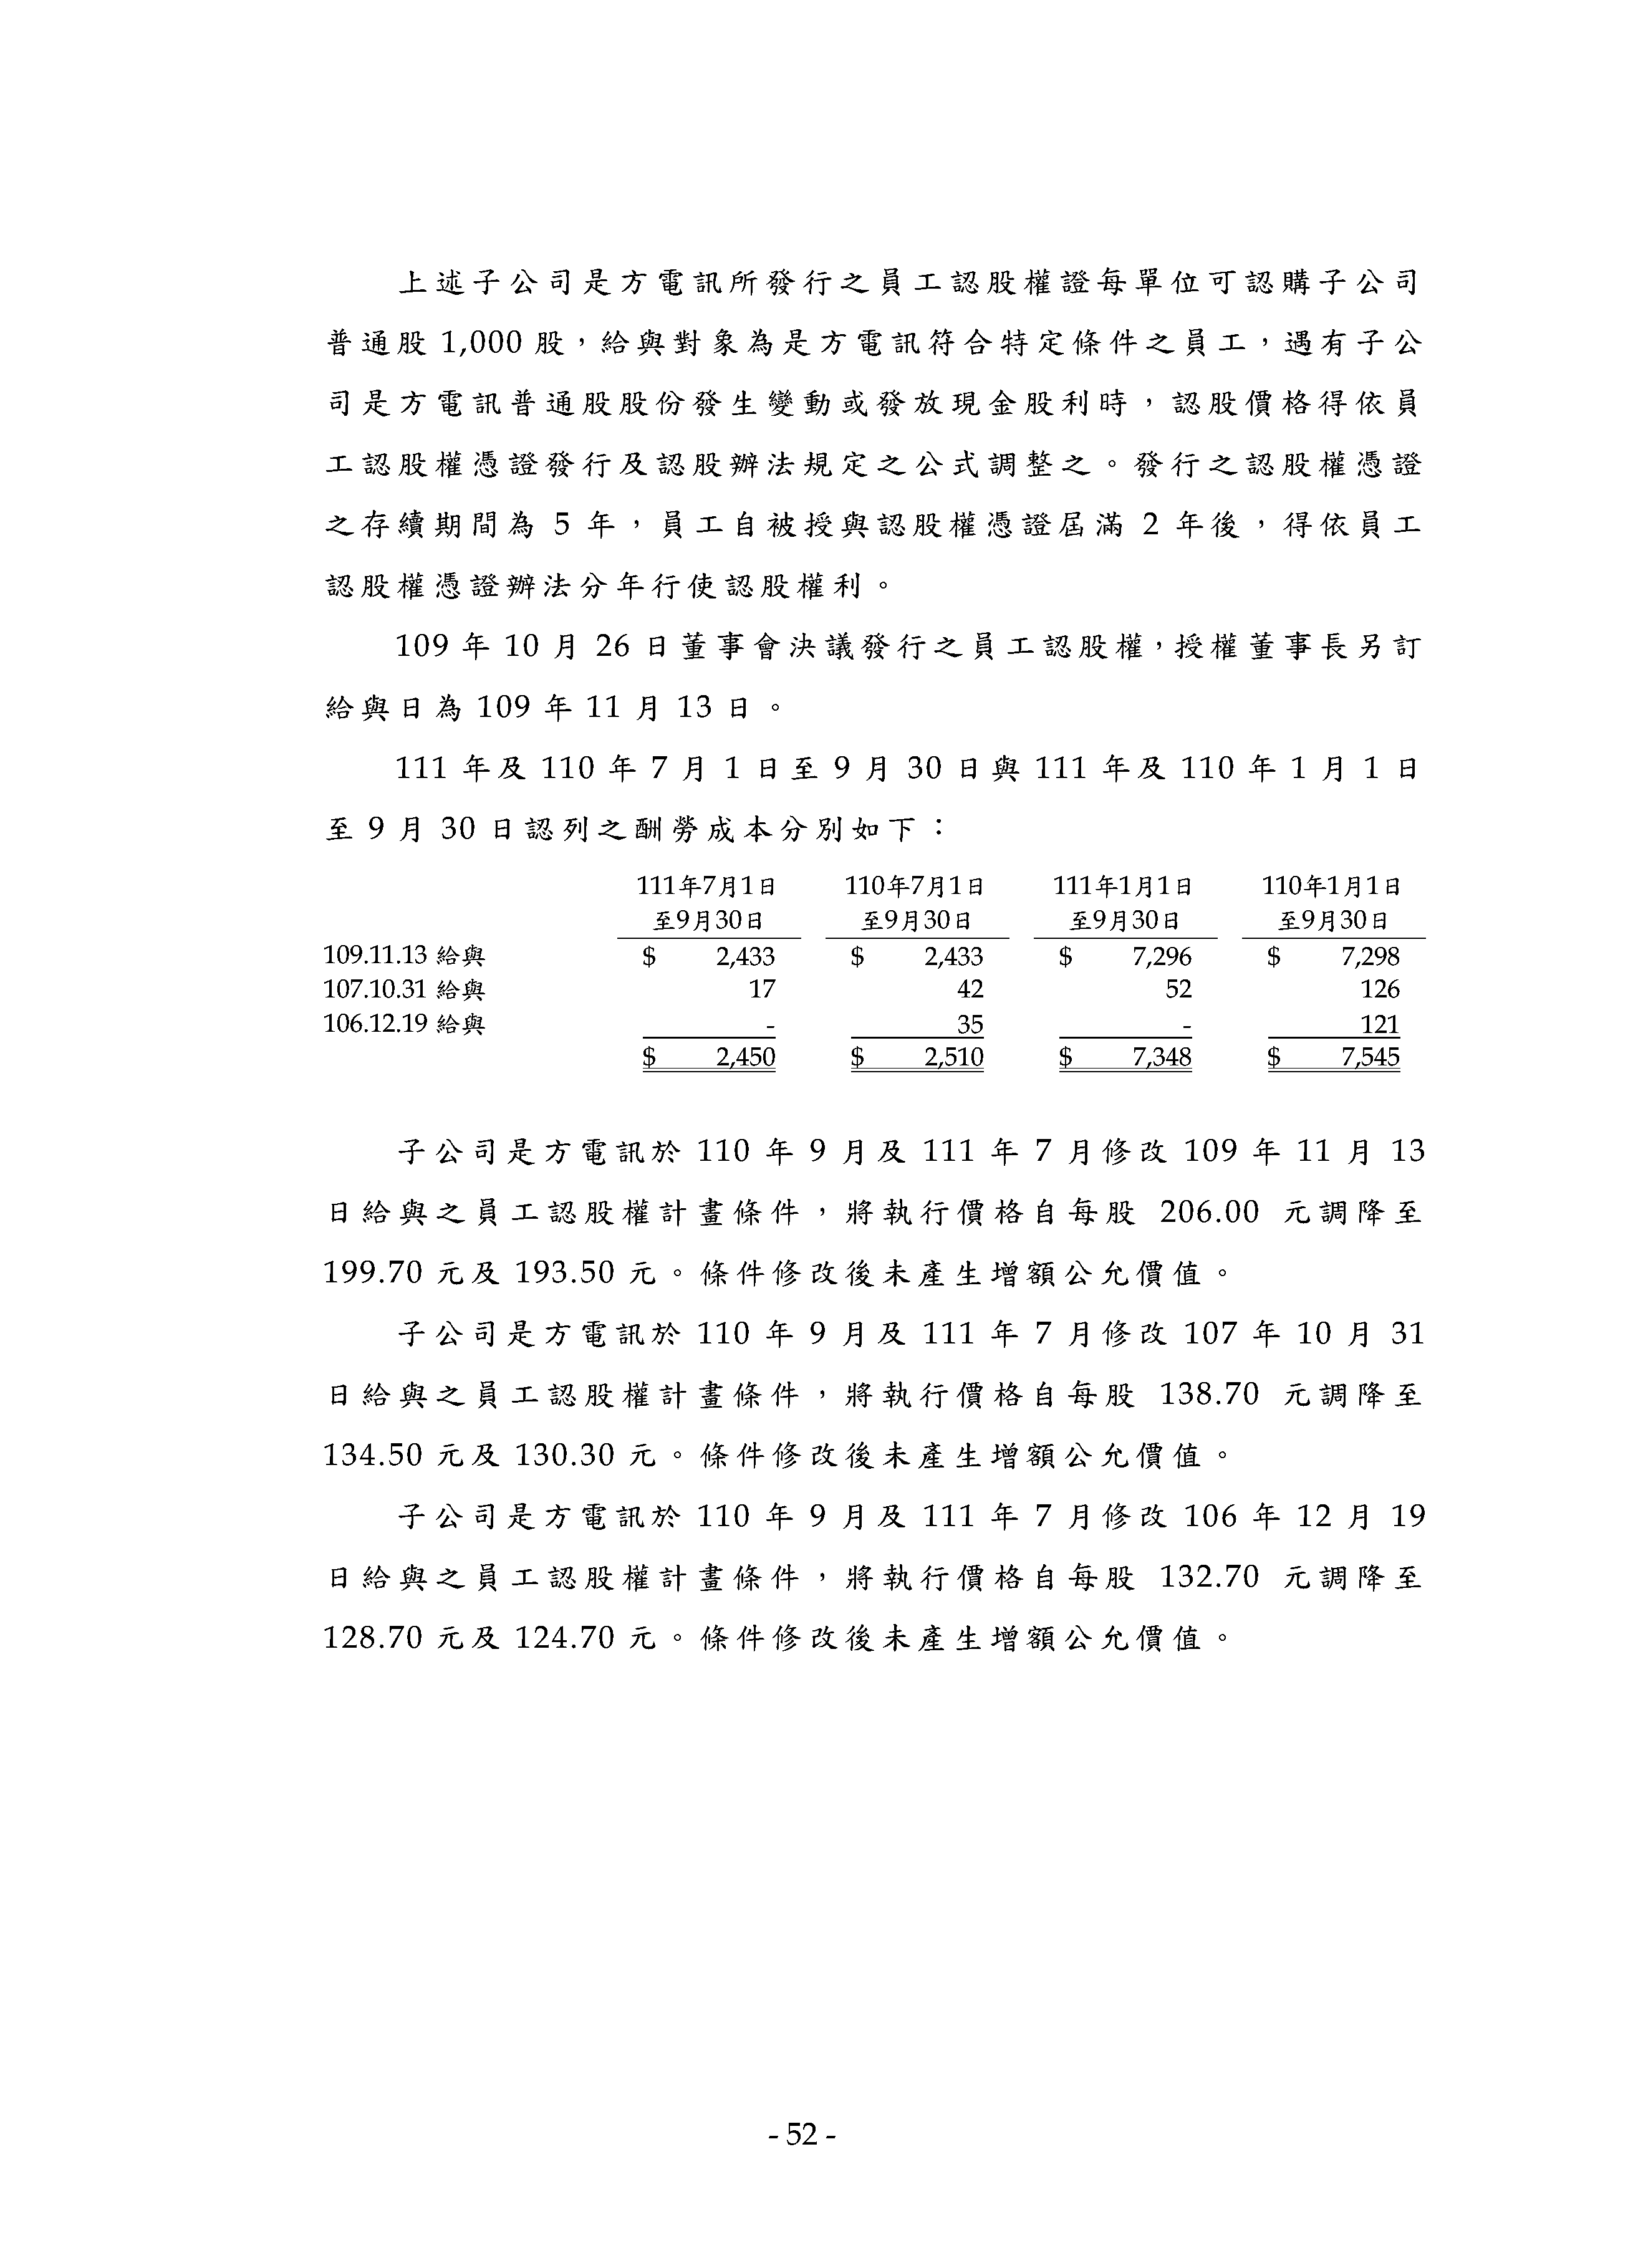 上述子公司是方電訊所發行之員工認股權證每單位可認購子公司
普通股 1,000 股，給與對象為是方電訊符合特定條件之員工，遇有子公
司是方電訊普通股股份發生變動或發放現金股利時，認股價格得依員
工認股權憑證發行及認股辦法規定之公式調整之。發行之認股權憑證
之存續期間為 5 年，員工自被授與認股權憑證屆滿 2 年後，得依員工
認股權憑證辦法分年行使認股權利。
109 年 10 月 26 日董事會決議發行之員工認股權，授權董事長另訂
給與日為 109 年 11 月 13 日。
111 年及 110 年 7 月 1 日至 9 月 30 日與 111 年及 110 年 1 月 1 日
至 9 月 30 日認列之酬勞成本分別如下：
111年7月1日 110年7月1日 111年1月1日 110年1月1日
至9月30日 至9月30日 至9月30日 至9月30日
109.11.13 給與 $ 2,433 $ 2,433 $ 7,296 $ 7,298
107.10.31 給與 17 42 52 126
106.12.19 給與 - 35 - 121
$ 2,450 $ 2,510 $ 7,348 $ 7,545
子公司是方電訊於 110 年 9 月及 111 年 7 月修改 109 年 11 月 13
日給與之員工認股權計畫條件，將執行價格自每股 206.00 元調降至
199.70 元及 193.50 元。條件修改後未產生增額公允價值。
子公司是方電訊於 110 年 9 月及 111 年 7 月修改 107 年 10 月 31
日給與之員工認股權計畫條件，將執行價格自每股 138.70 元調降至
134.50 元及 130.30 元。條件修改後未產生增額公允價值。
子公司是方電訊於 110 年 9 月及 111 年 7 月修改 106 年 12 月 19
日給與之員工認股權計畫條件，將執行價格自每股 132.70 元調降至
128.70 元及 124.70 元。條件修改後未產生增額公允價值。
- 52 -